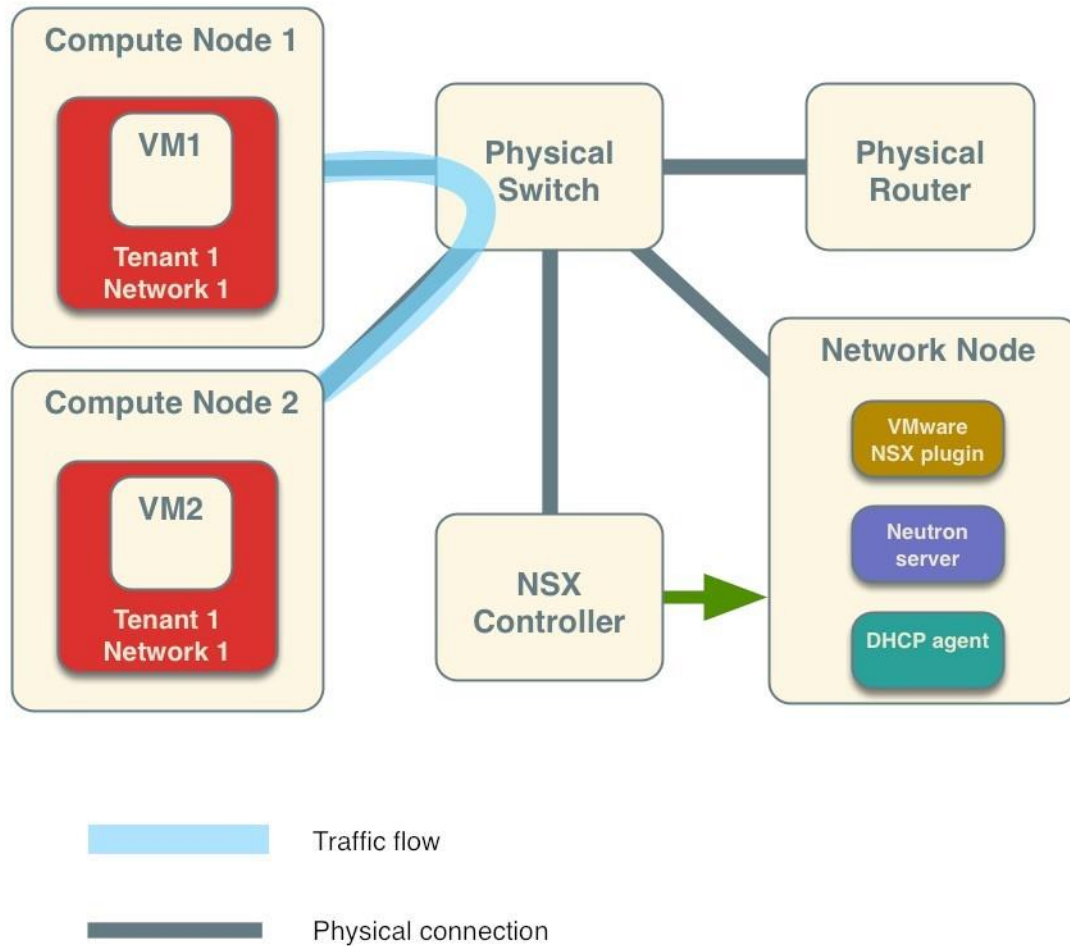 Compute Node 1
VM1
Tenant 1
Network 1
Physical
Switch
Physical
Router
Compute Node 2
VM2
Tenant 1
Network 1
NSX
Controller
Network Node
VMware
NSX plugin
Neutron
server
DHCP agent
Traffic flow
Physical connection